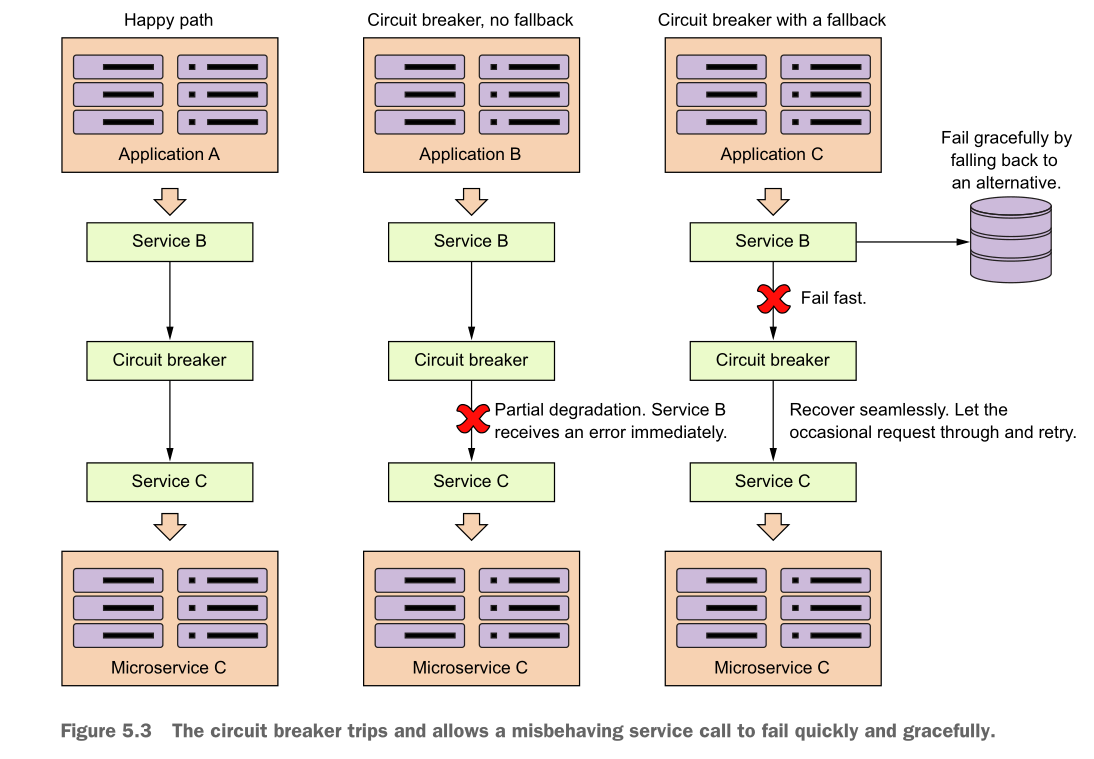 Happy path
Circuit breaker, no fallback
Circuit breaker with a fallback
Application A
Application B
Application C
Fail gracefully by
falling back to
an alternative.
Service B
Service B
Service B
Fail fast.
Circuit breaker
Circuit breaker
Circuit breaker
Partial degradation. Service B
receives an error immediately.
Recover seamlessly. Let the
occasional request through and retry.
Service C
Service C
Service C
Microservice C
Microservice C
Microservice C
Figure 5.3 The circuit breaker trips and allows a misbehaving service call to fail quickly and gracefully.